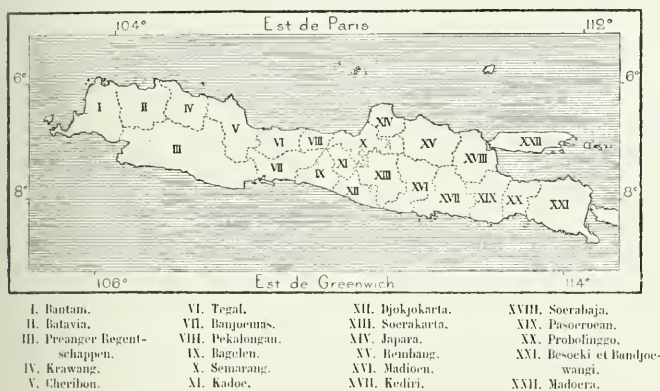 104° Est de Paris 112°
6° 6°
I II IV V VI VIII X XIV XV XVIII XXII
III VII IX XI XII XIII XVI XVII XIX XX XXI
8° 8°
106° Est de Greenwich 114°
I. Bantam.
II. Batavia.
III. Preanger Regent-
schappen.
IV. Krawang.
V. Cheribon.
VI. Tegal.
VII. Banjoemas.
VIII. Pekalongan.
IX. Bagelen.
X. Semarang.
XI. Kadoe.
XII. Djokjokarta.
XIII. Soerakarta.
XIV. Japara.
XV. Rembang.
XVI. Madioen.
XVII. Kediri.
XVIII. Soerabaja.
XIX. Pasoeroean.
XX. Probolinggo.
XXI. Besoeki et Bandjoe-
wangi.
XXII. Madoera.